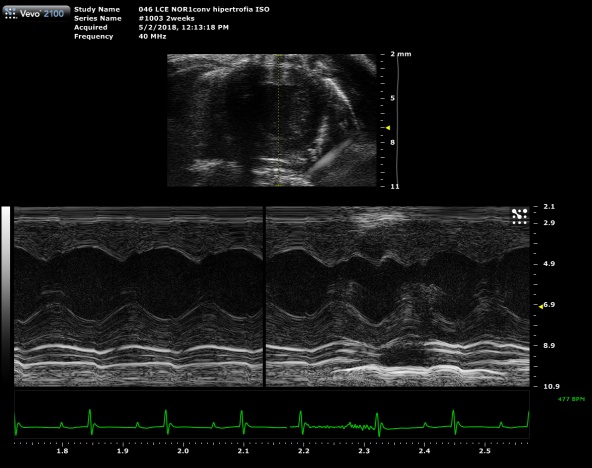 Vevo 2100
Study Name 046 LCE NOR1conv hipertrofia ISO
Series Name #1003 2weeks
Acquired 5/2/2018, 12:13:18 PM
Frequency 40 MHz
2 mm
5
8
11
2.1
2.9
4.9
6.9
8.9
10.9
477 BPM
1.8 1.9 2.0 2.1 2.2 2.3 2.4 2.5